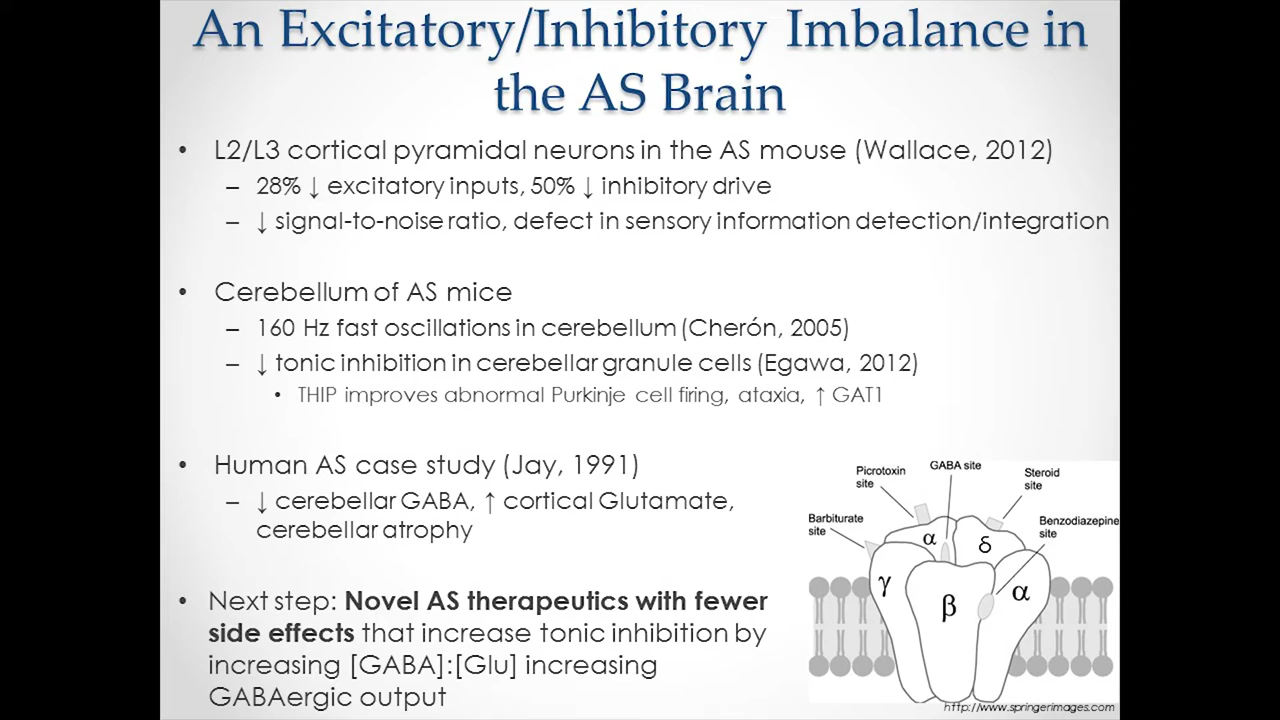 An Excitatory/Inhibitory Imbalance in
the AS Brain
• L2/L3 cortical pyramidal neurons in the AS mouse (Wallace, 2012)
– 28% ↓ excitatory inputs, 50% ↓ inhibitory drive
– ↓ signal-to-noise ratio, defect in sensory information detection/integration
• Cerebellum of AS mice
– 160 Hz fast oscillations in cerebellum (Cherón, 2005)
– ↓ tonic inhibition in cerebellar granule cells (Egawa, 2012)
• THIP improves abnormal Purkinje cell firing, ataxia, ↑ GAT1
• Human AS case study (Jay, 1991)
– ↓ cerebellar GABA, ↑ cortical Glutamate,
cerebellar atrophy
• Next step: Novel AS therapeutics with fewer
side effects that increase tonic inhibition by
increasing [GABA]:[Glu] increasing
GABAergic output
Picrotoxin
site
GABA site
Steroid
site
Barbiturate
site
Benzodiazepine
site
α
δ
γ
β
α
http://www.springerimages.com